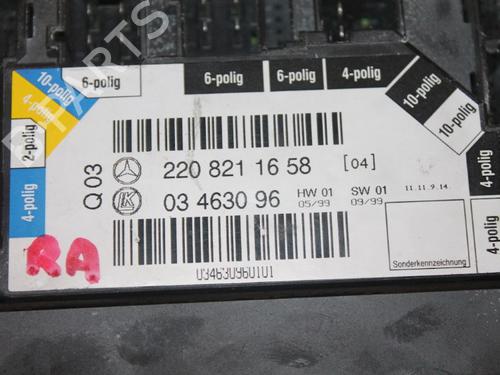 10-polig
6-polig
6-polig
6-polig
4-polig
4-polig
10-polig
10-polig
2-polig
4-polig
4-polig
Q 03
220 821 16 58
[04]
K
03 4630 96
HW 01
05/99
SW 01
09/99
11.11.9.14
RA
034630960101
Sonderkennzeichnung